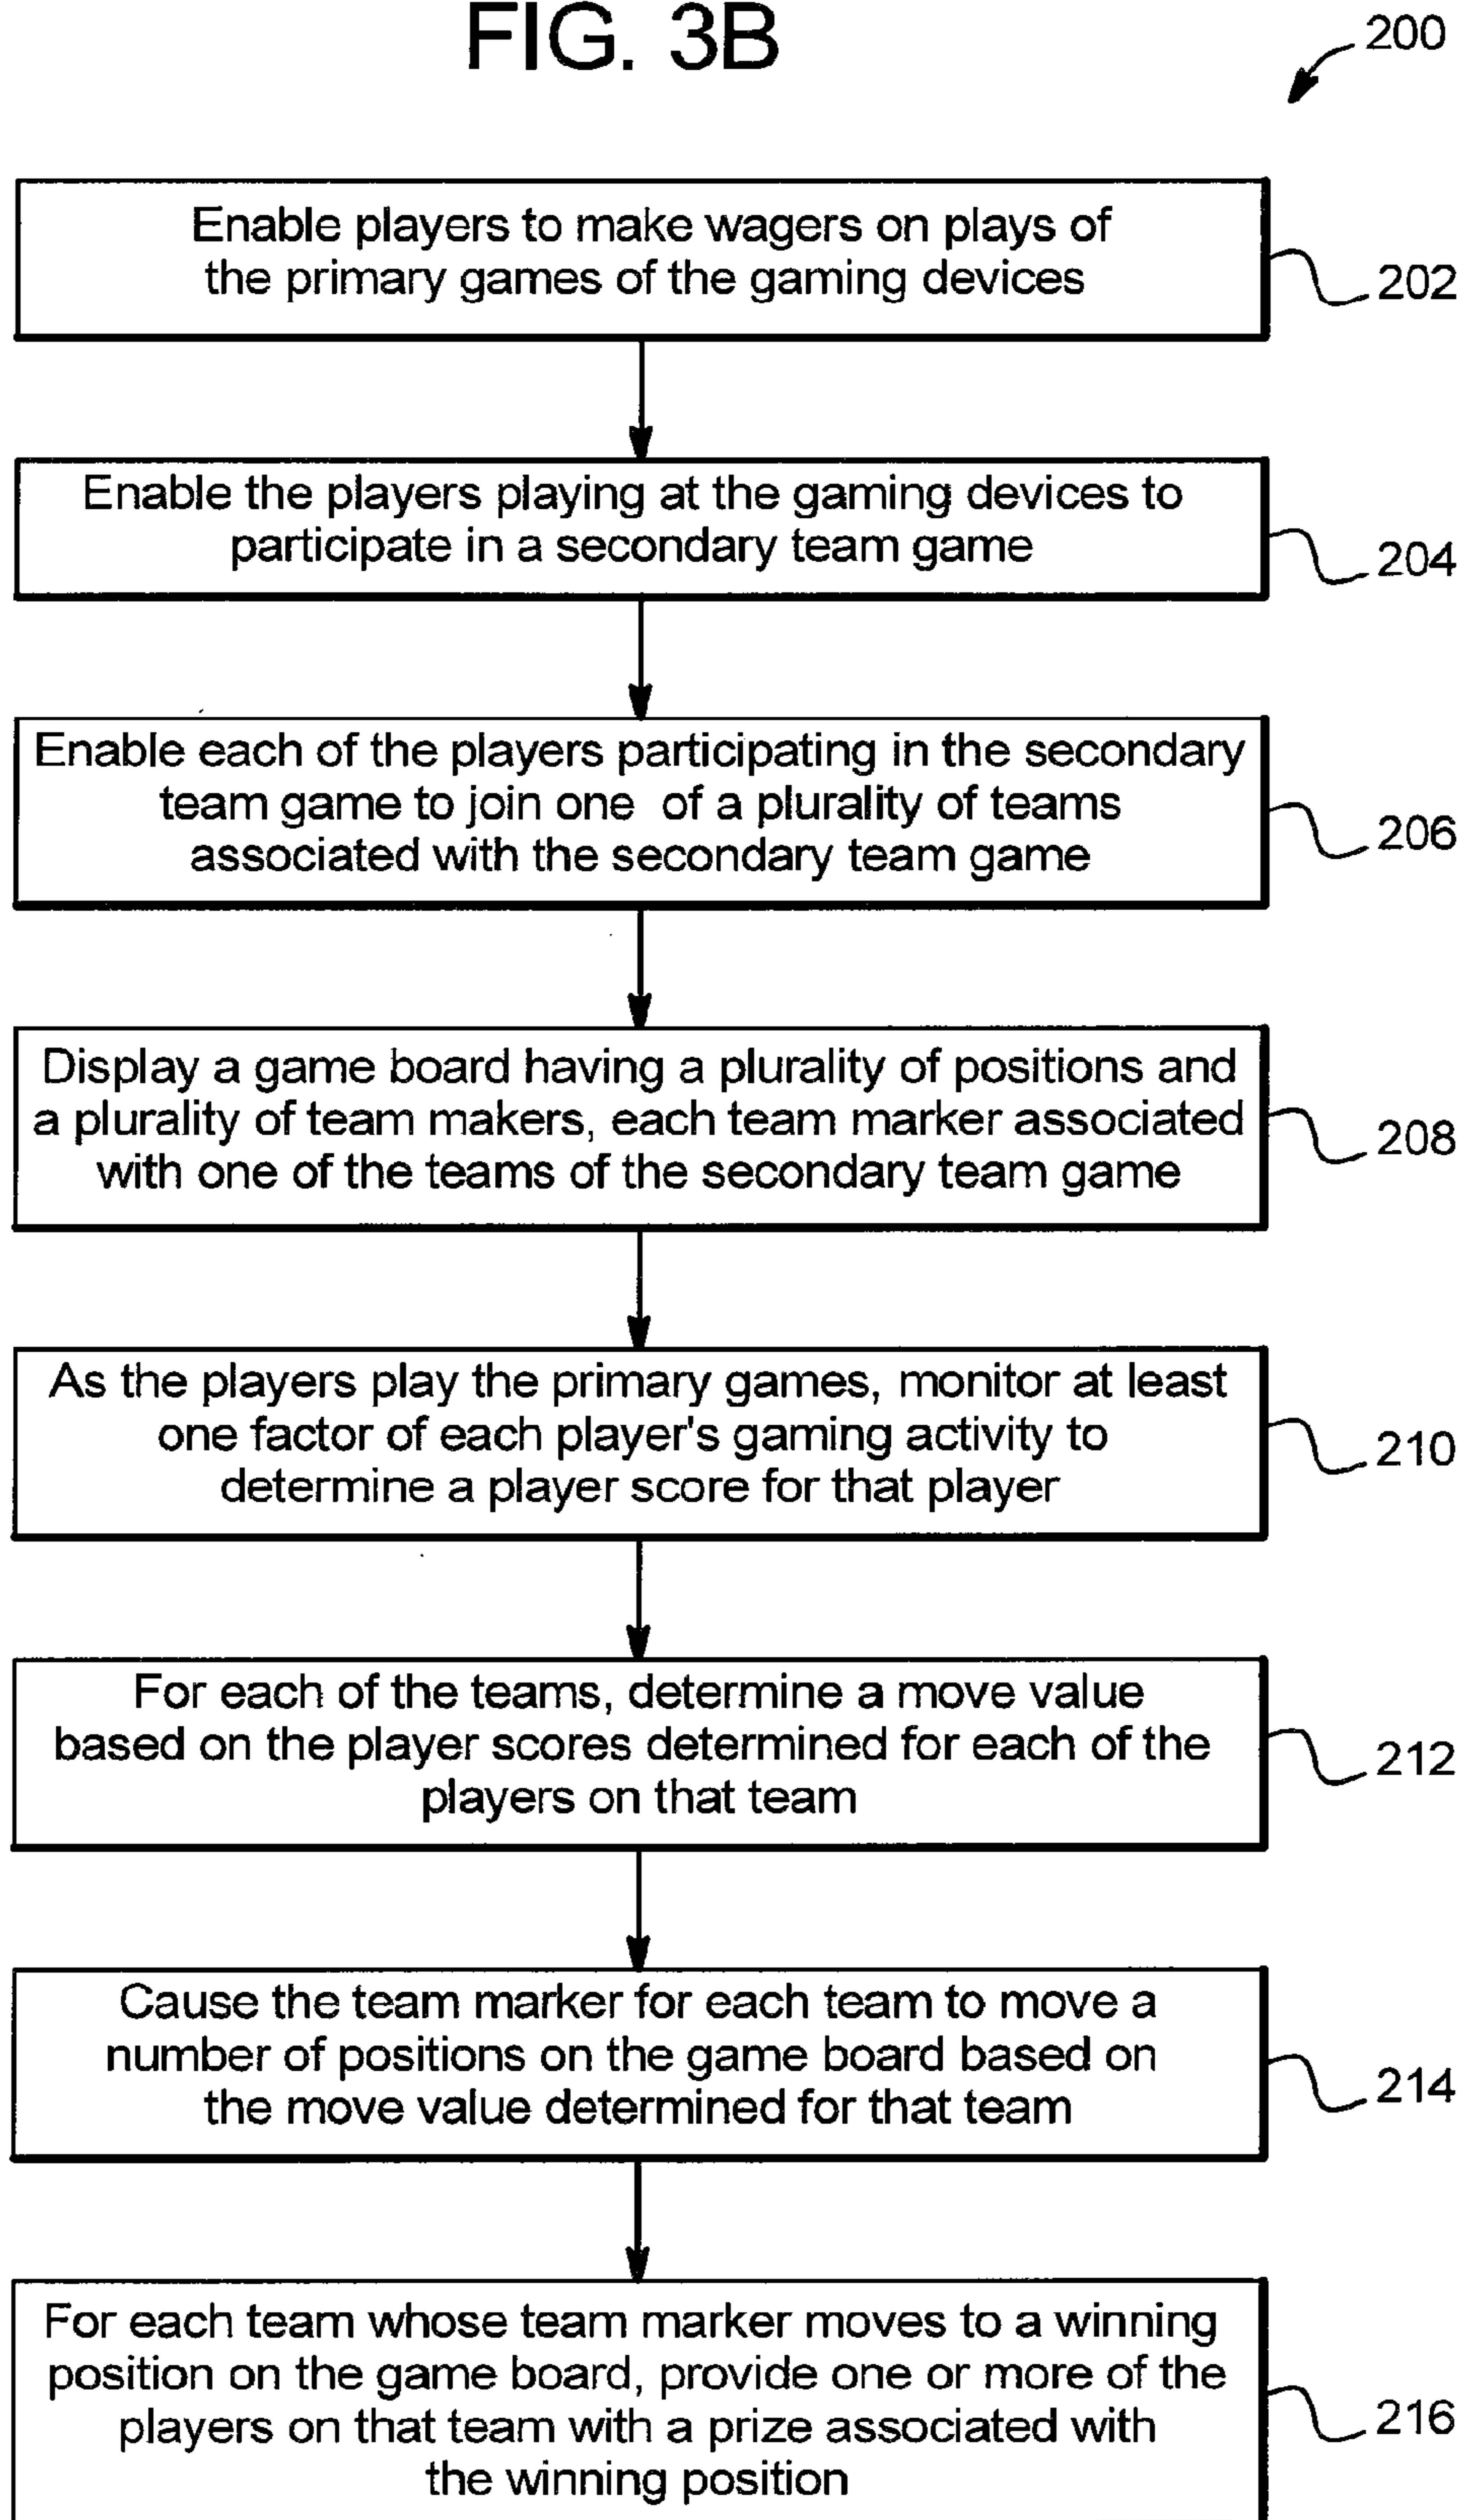 FIG. 3B
200
Enable players to make wagers on plays of
the primary games of the gaming devices
202
Enable the players playing at the gaming devices to
participate in a secondary team game
204
Enable each of the players participating in the secondary
team game to join one of a plurality of teams
associated with the secondary team game
206
Display a game board having a plurality of positions and
a plurality of team makers, each team marker associated
with one of the teams of the secondary team game
208
As the players play the primary games, monitor at least
one factor of each player's gaming activity to
determine a player score for that player
210
For each of the teams, determine a move value
based on the player scores determined for each of the
players on that team
212
Cause the team marker for each team to move a
number of positions on the game board based on
the move value determined for that team
214
For each team whose team marker moves to a winning
position on the game board, provide one or more of the
players on that team with a prize associated with
the winning position
216